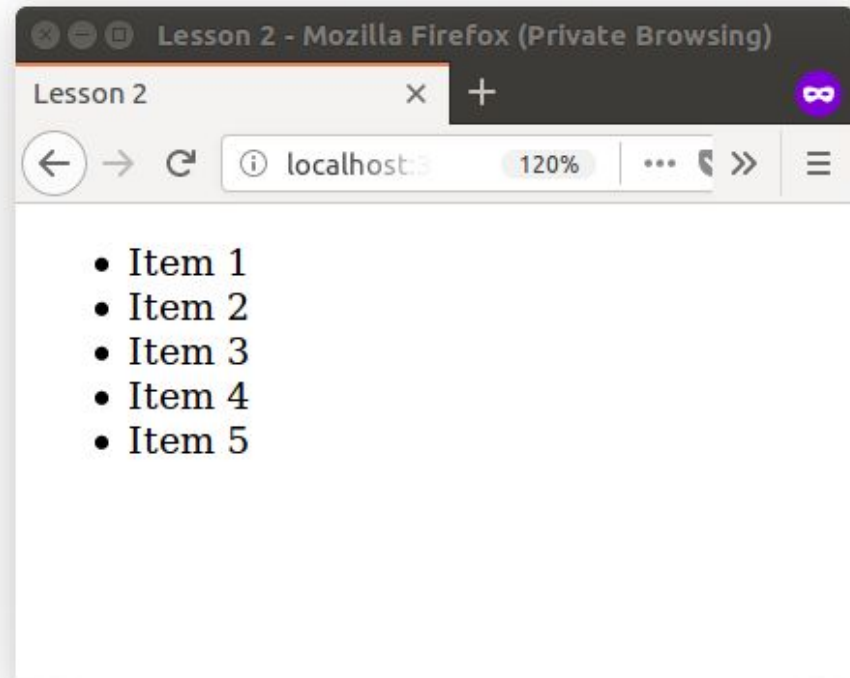 Lesson 2 - Mozilla Firefox (Private Browsing)
Lesson 2
localhost:3
120%
Item 1
Item 2
Item 3
Item 4
Item 5